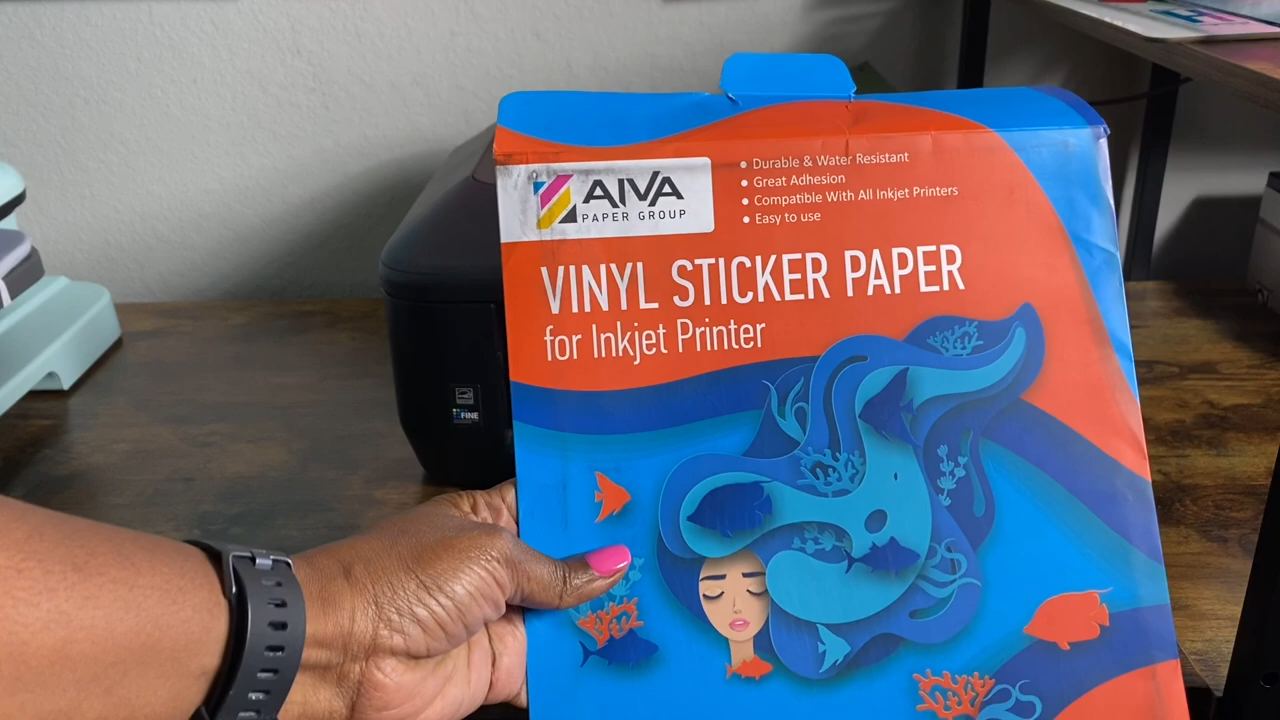 AIVA
PAPER GROUP
Durable & Water Resistant
Great Adhesion
Compatible With All Inkjet Printers
Easy to use
VINYL STICKER PAPER
for Inkjet Printer
FINE